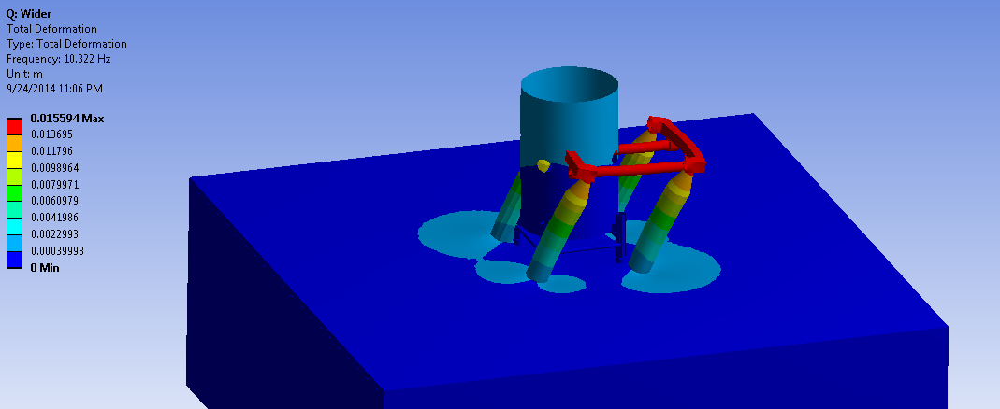 Q: Wider
Total Deformation
Type: Total Deformation
Frequency: 10.322 Hz
Unit: m
9/24/2014 11:06 PM
0.015594 Max
0.013695
0.011796
0.0098964
0.0079971
0.0060979
0.0041986
0.0022993
0.00039998
0 Min